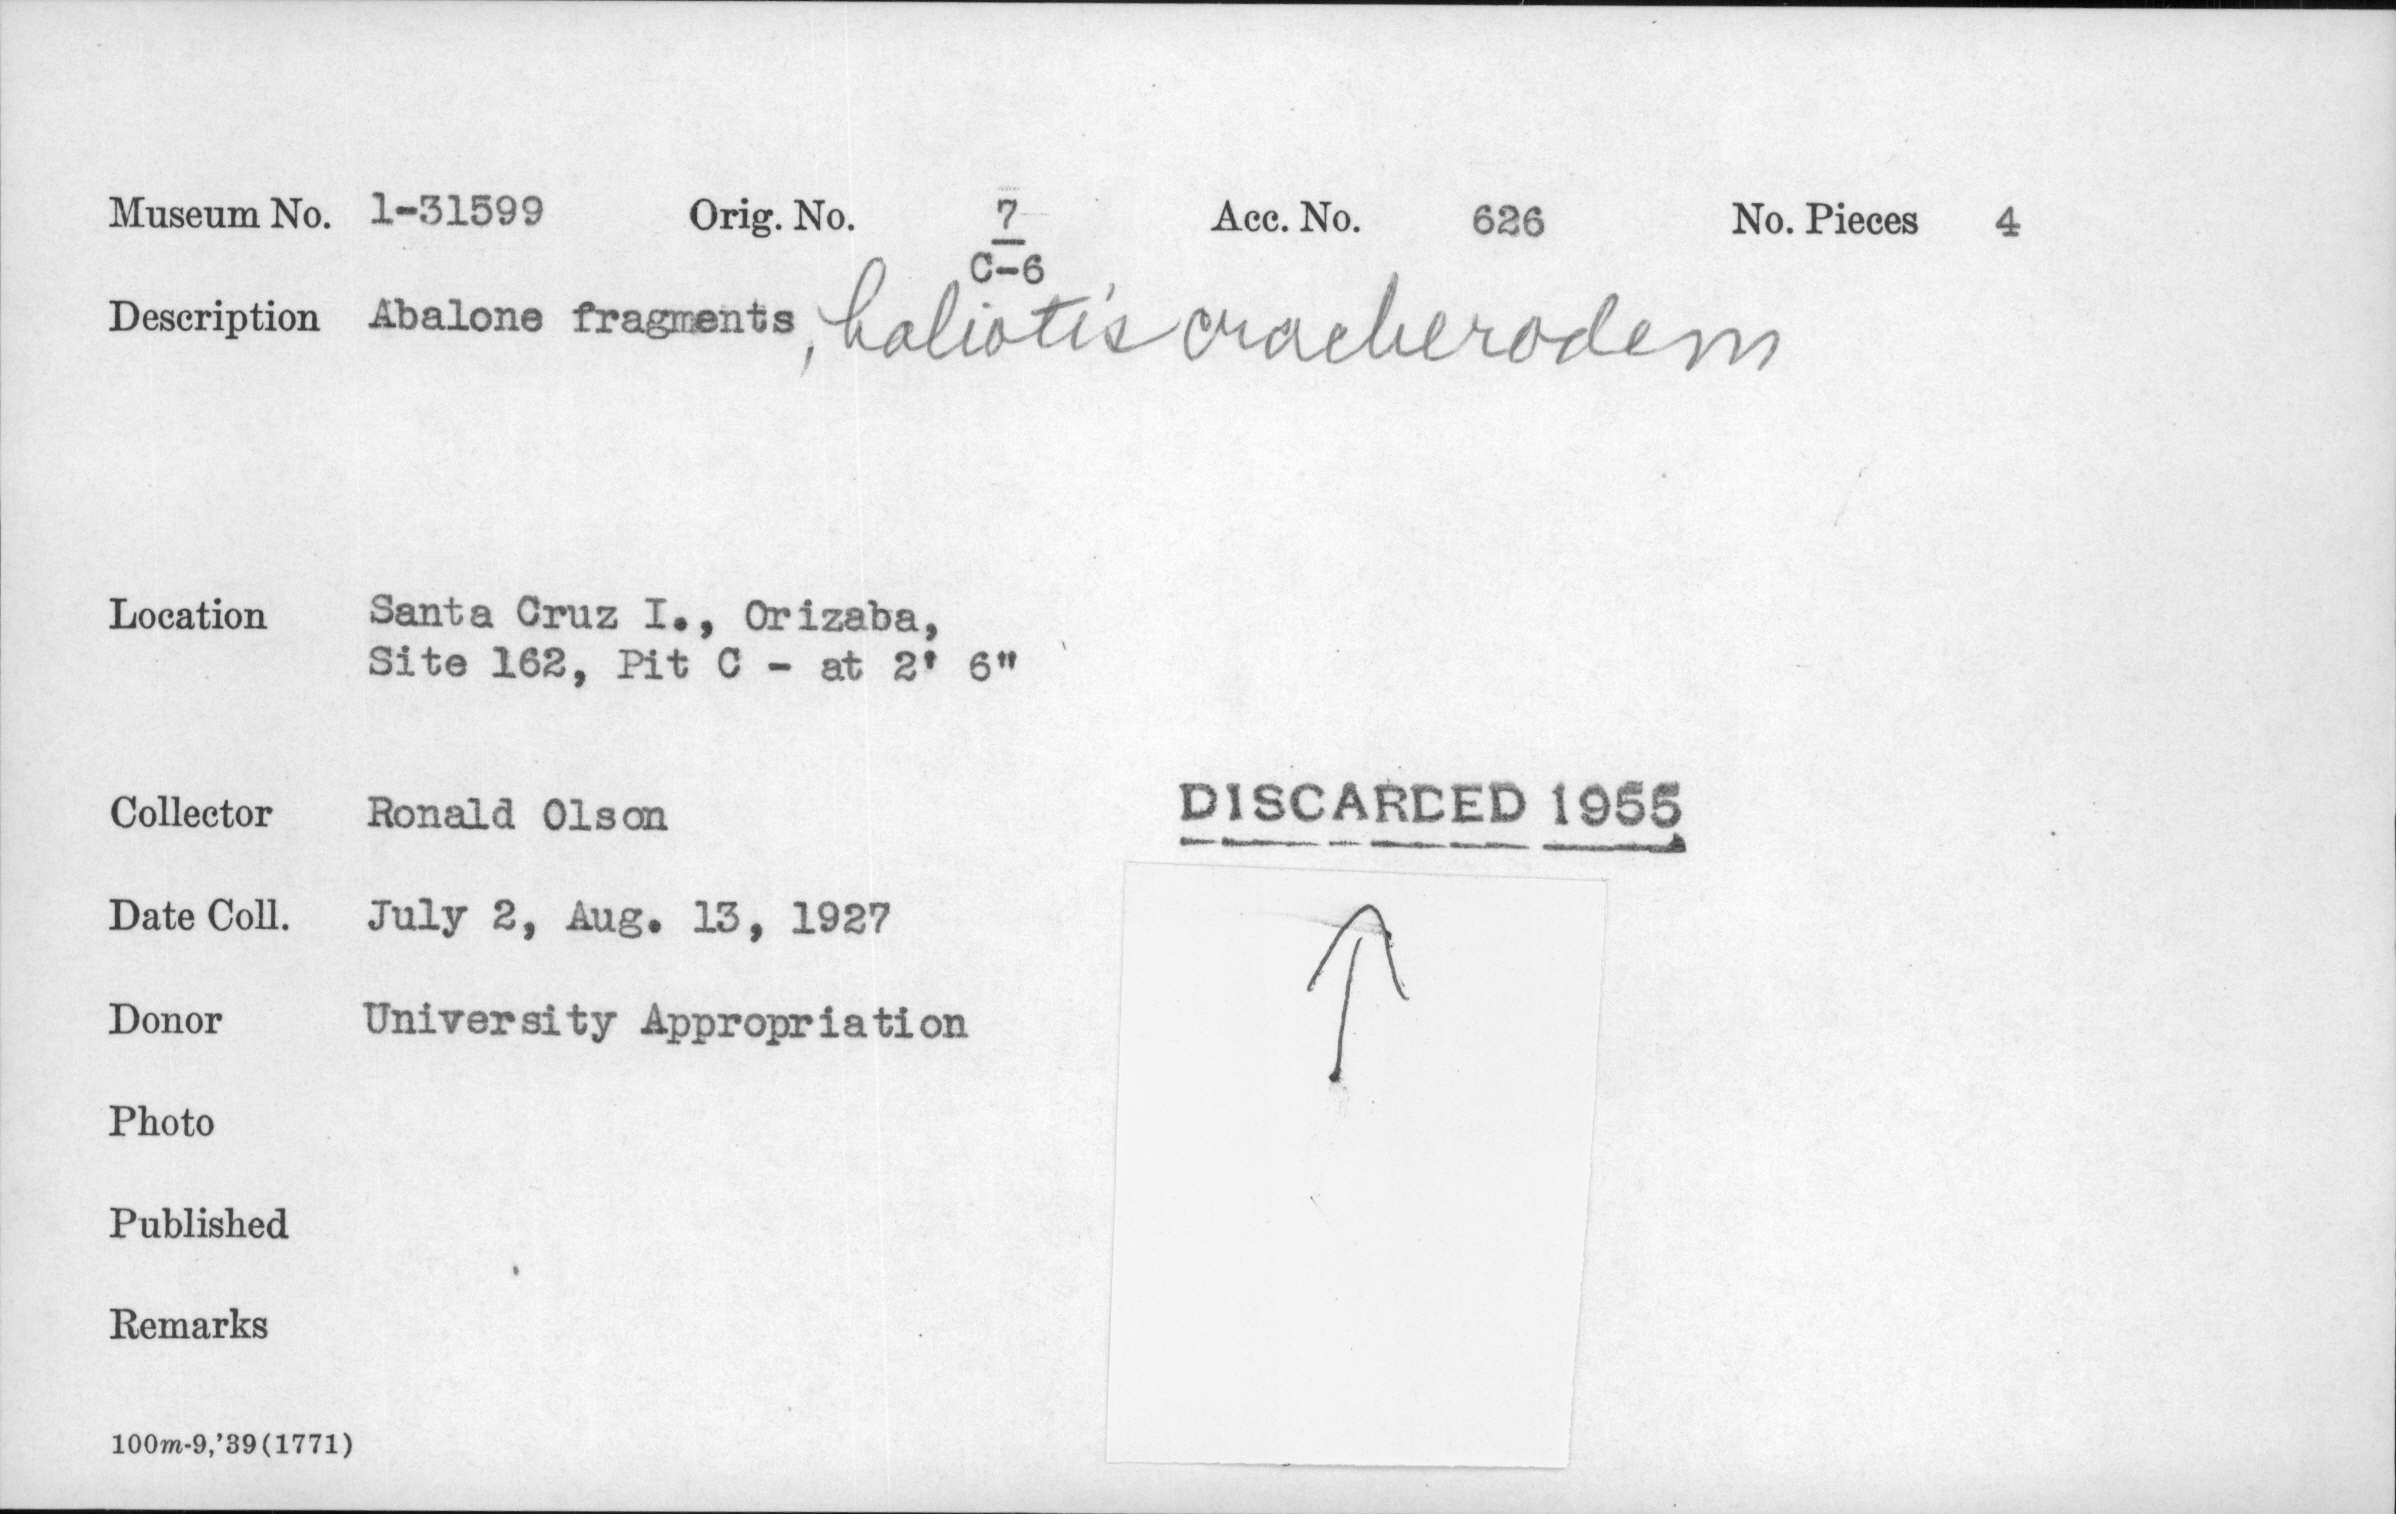 Museum No. 1-31599 Orig. No. 7 Acc. No. 626 No. Pieces 4
C-6
Description Abalone fragments, haliotis cracherodem
Location Santa Cruz I., Orizaba,
Site 162, Pit C - at 2' 6"
Collector Ronald Olson
DISCARDED 1955
Date Coll. July 2, Aug. 13, 1927
Donor University Appropriation
Photo
Published
Remarks
100m-9,'39(1771)